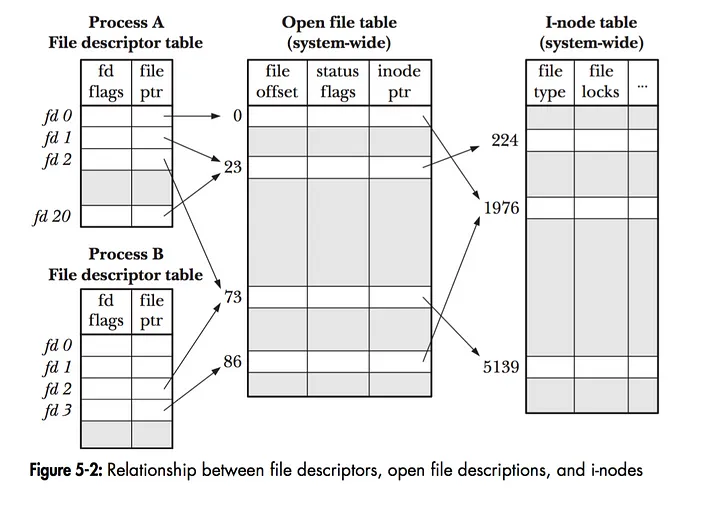 Process A
File descriptor table
fd flags
file ptr
fd 0
fd 1
fd 2
fd 20
Process B
File descriptor table
fd flags
file ptr
fd 0
fd 1
fd 2
fd 3
Open file table
(system-wide)
file offset
status flags
inode ptr
0
23
73
86
I-node table
(system-wide)
file type
file locks
...
224
1976
5139
Figure 5-2: Relationship between file descriptors, open file descriptions, and i-nodes